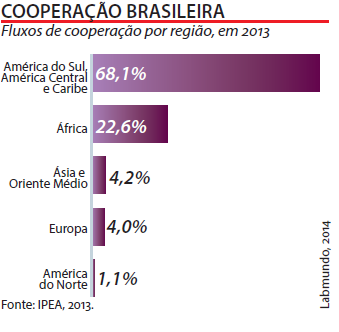 COOPERAÇÃO BRASILEIRA
Fluxos de cooperação por região, em 2013
América do Sul,
América Central
e Caribe
68,1%
África
22,6%
Ásia e
Oriente Médio
4,2%
Europa
4,0%
América
do Norte
1,1%
Fonte: IPEA, 2013.
Labmundo, 2014